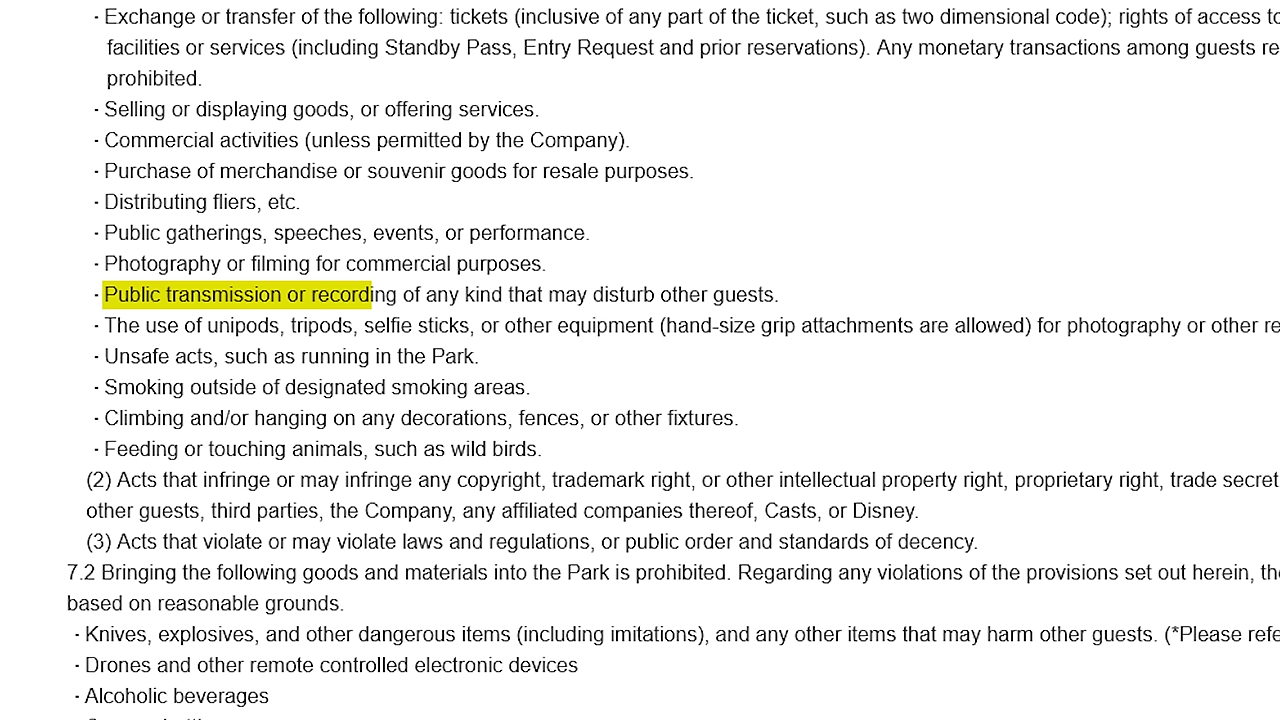 · Exchange or transfer of the following: tickets (inclusive of any part of the ticket, such as two dimensional code); rights of access to
facilities or services (including Standby Pass, Entry Request and prior reservations). Any monetary transactions among guests re
prohibited.
· Selling or displaying goods, or offering services.
· Commercial activities (unless permitted by the Company).
· Purchase of merchandise or souvenir goods for resale purposes.
· Distributing fliers, etc.
· Public gatherings, speeches, events, or performance.
· Photography or filming for commercial purposes.
· Public transmission or recording of any kind that may disturb other guests.
· The use of unipods, tripods, selfie sticks, or other equipment (hand-size grip attachments are allowed) for photography or other re
· Unsafe acts, such as running in the Park.
· Smoking outside of designated smoking areas.
· Climbing and/or hanging on any decorations, fences, or other fixtures.
· Feeding or touching animals, such as wild birds.
(2) Acts that infringe or may infringe any copyright, trademark right, or other intellectual property right, proprietary right, trade secret
other guests, third parties, the Company, any affiliated companies thereof, Casts, or Disney.
(3) Acts that violate or may violate laws and regulations, or public order and standards of decency.
7.2 Bringing the following goods and materials into the Park is prohibited. Regarding any violations of the provisions set out herein, the
based on reasonable grounds.
· Knives, explosives, and other dangerous items (including imitations), and any other items that may harm other guests. (*Please refe
· Drones and other remote controlled electronic devices
· Alcoholic beverages